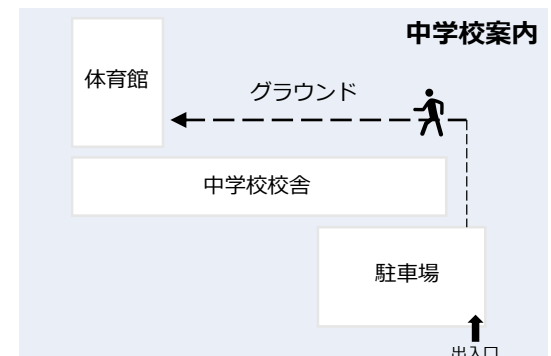 中学校案内
体育館
グラウンド
中学校校舎
駐車場
出入口